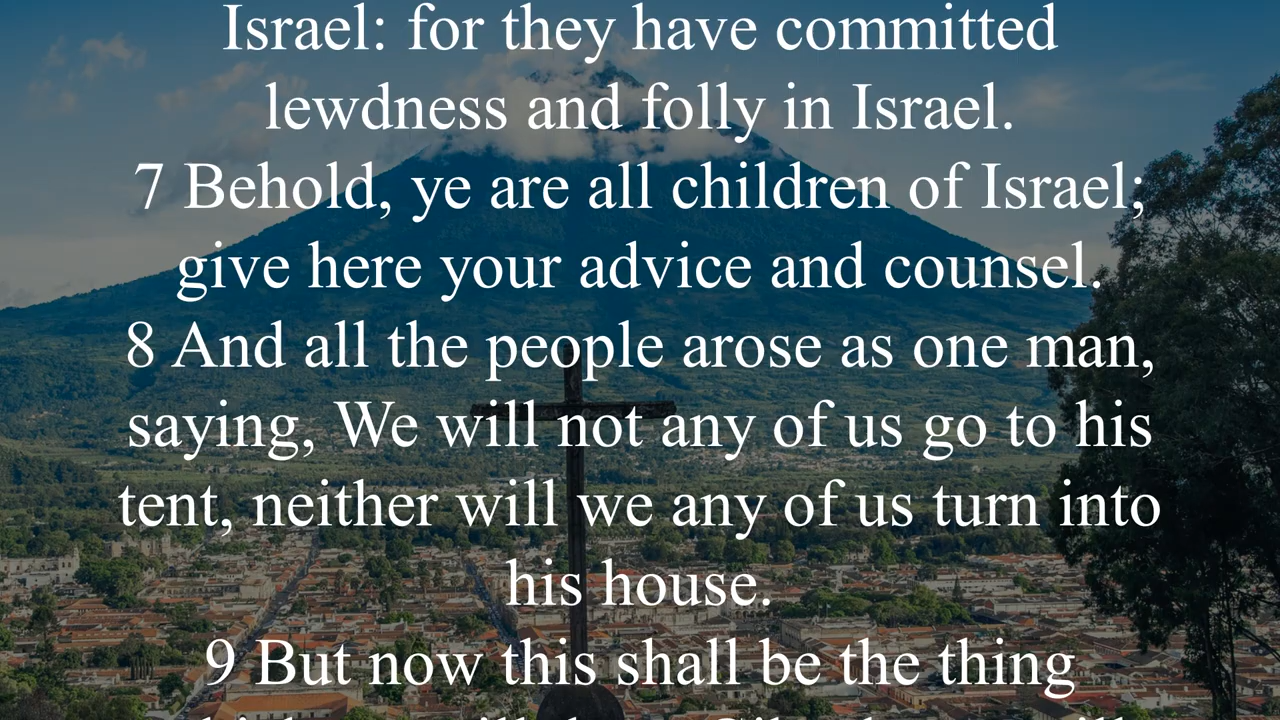 Israel: for they have committed
lewdness and folly in Israel.
7 Behold, ye are all children of Israel;
give here your advice and counsel.
8 And all the people arose as one man,
saying, We will not any of us go to his
tent, neither will we any of us turn into
his house.
9 But now this shall be the thing